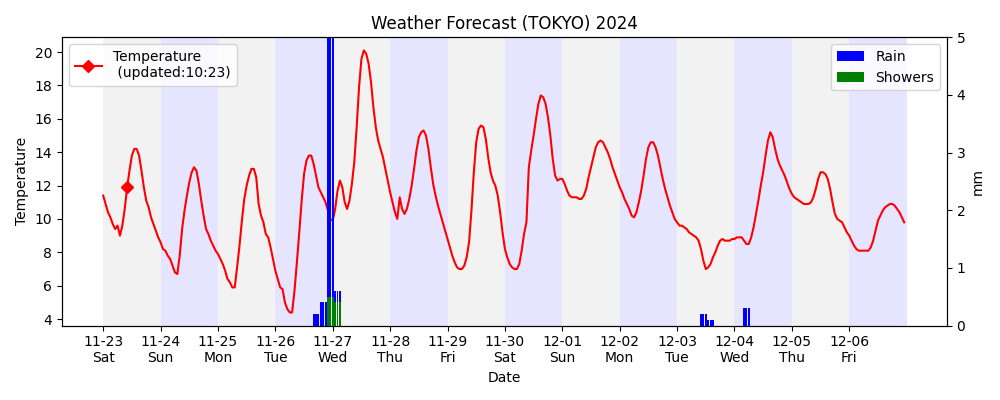 Weather Forecast (TOKYO) 2024
Temperature
(updated:10:23)
Rain
Showers
20
18
16
14
12
10
8
6
4
5
4
3
2
1
0
Temperature
mm
11-23 11-24 11-25 11-26 11-27 11-28 11-29 11-30 12-01 12-02 12-03 12-04 12-05 12-06
Sat Sun Mon Tue Wed Thu Fri Sat Sun Mon Tue Wed Thu Fri
Date